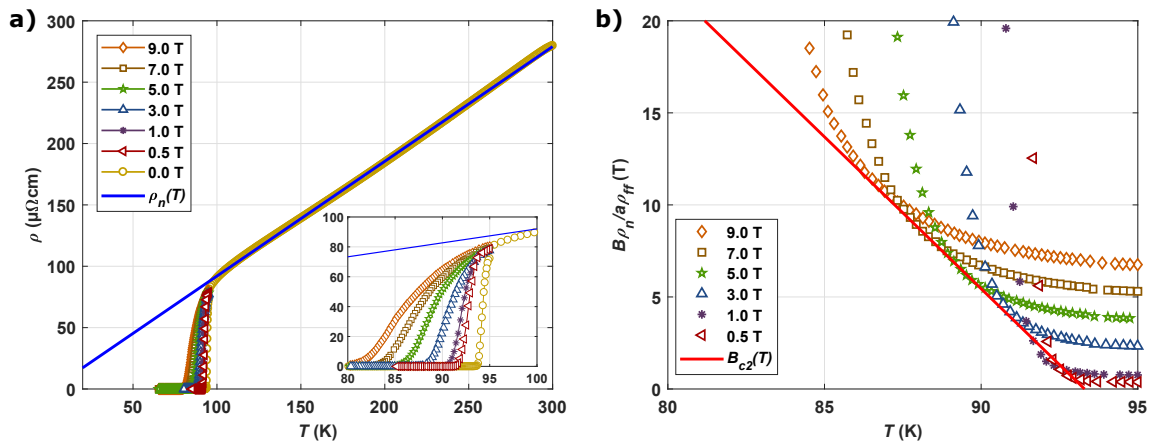 a)
300
250
200
150
100
50
0
ρ (μΩcm)
9.0 T
7.0 T
5.0 T
3.0 T
1.0 T
0.5 T
0.0 T
ρn(T)
100
80
60
40
20
0
80 85 90 95 100
50 100 150 200 250 300
T (K)
b)
20
15
10
5
0
Bρn/aρff(T)
9.0 T
7.0 T
5.0 T
3.0 T
1.0 T
0.5 T
Bc2(T)
80 85 90 95
T (K)